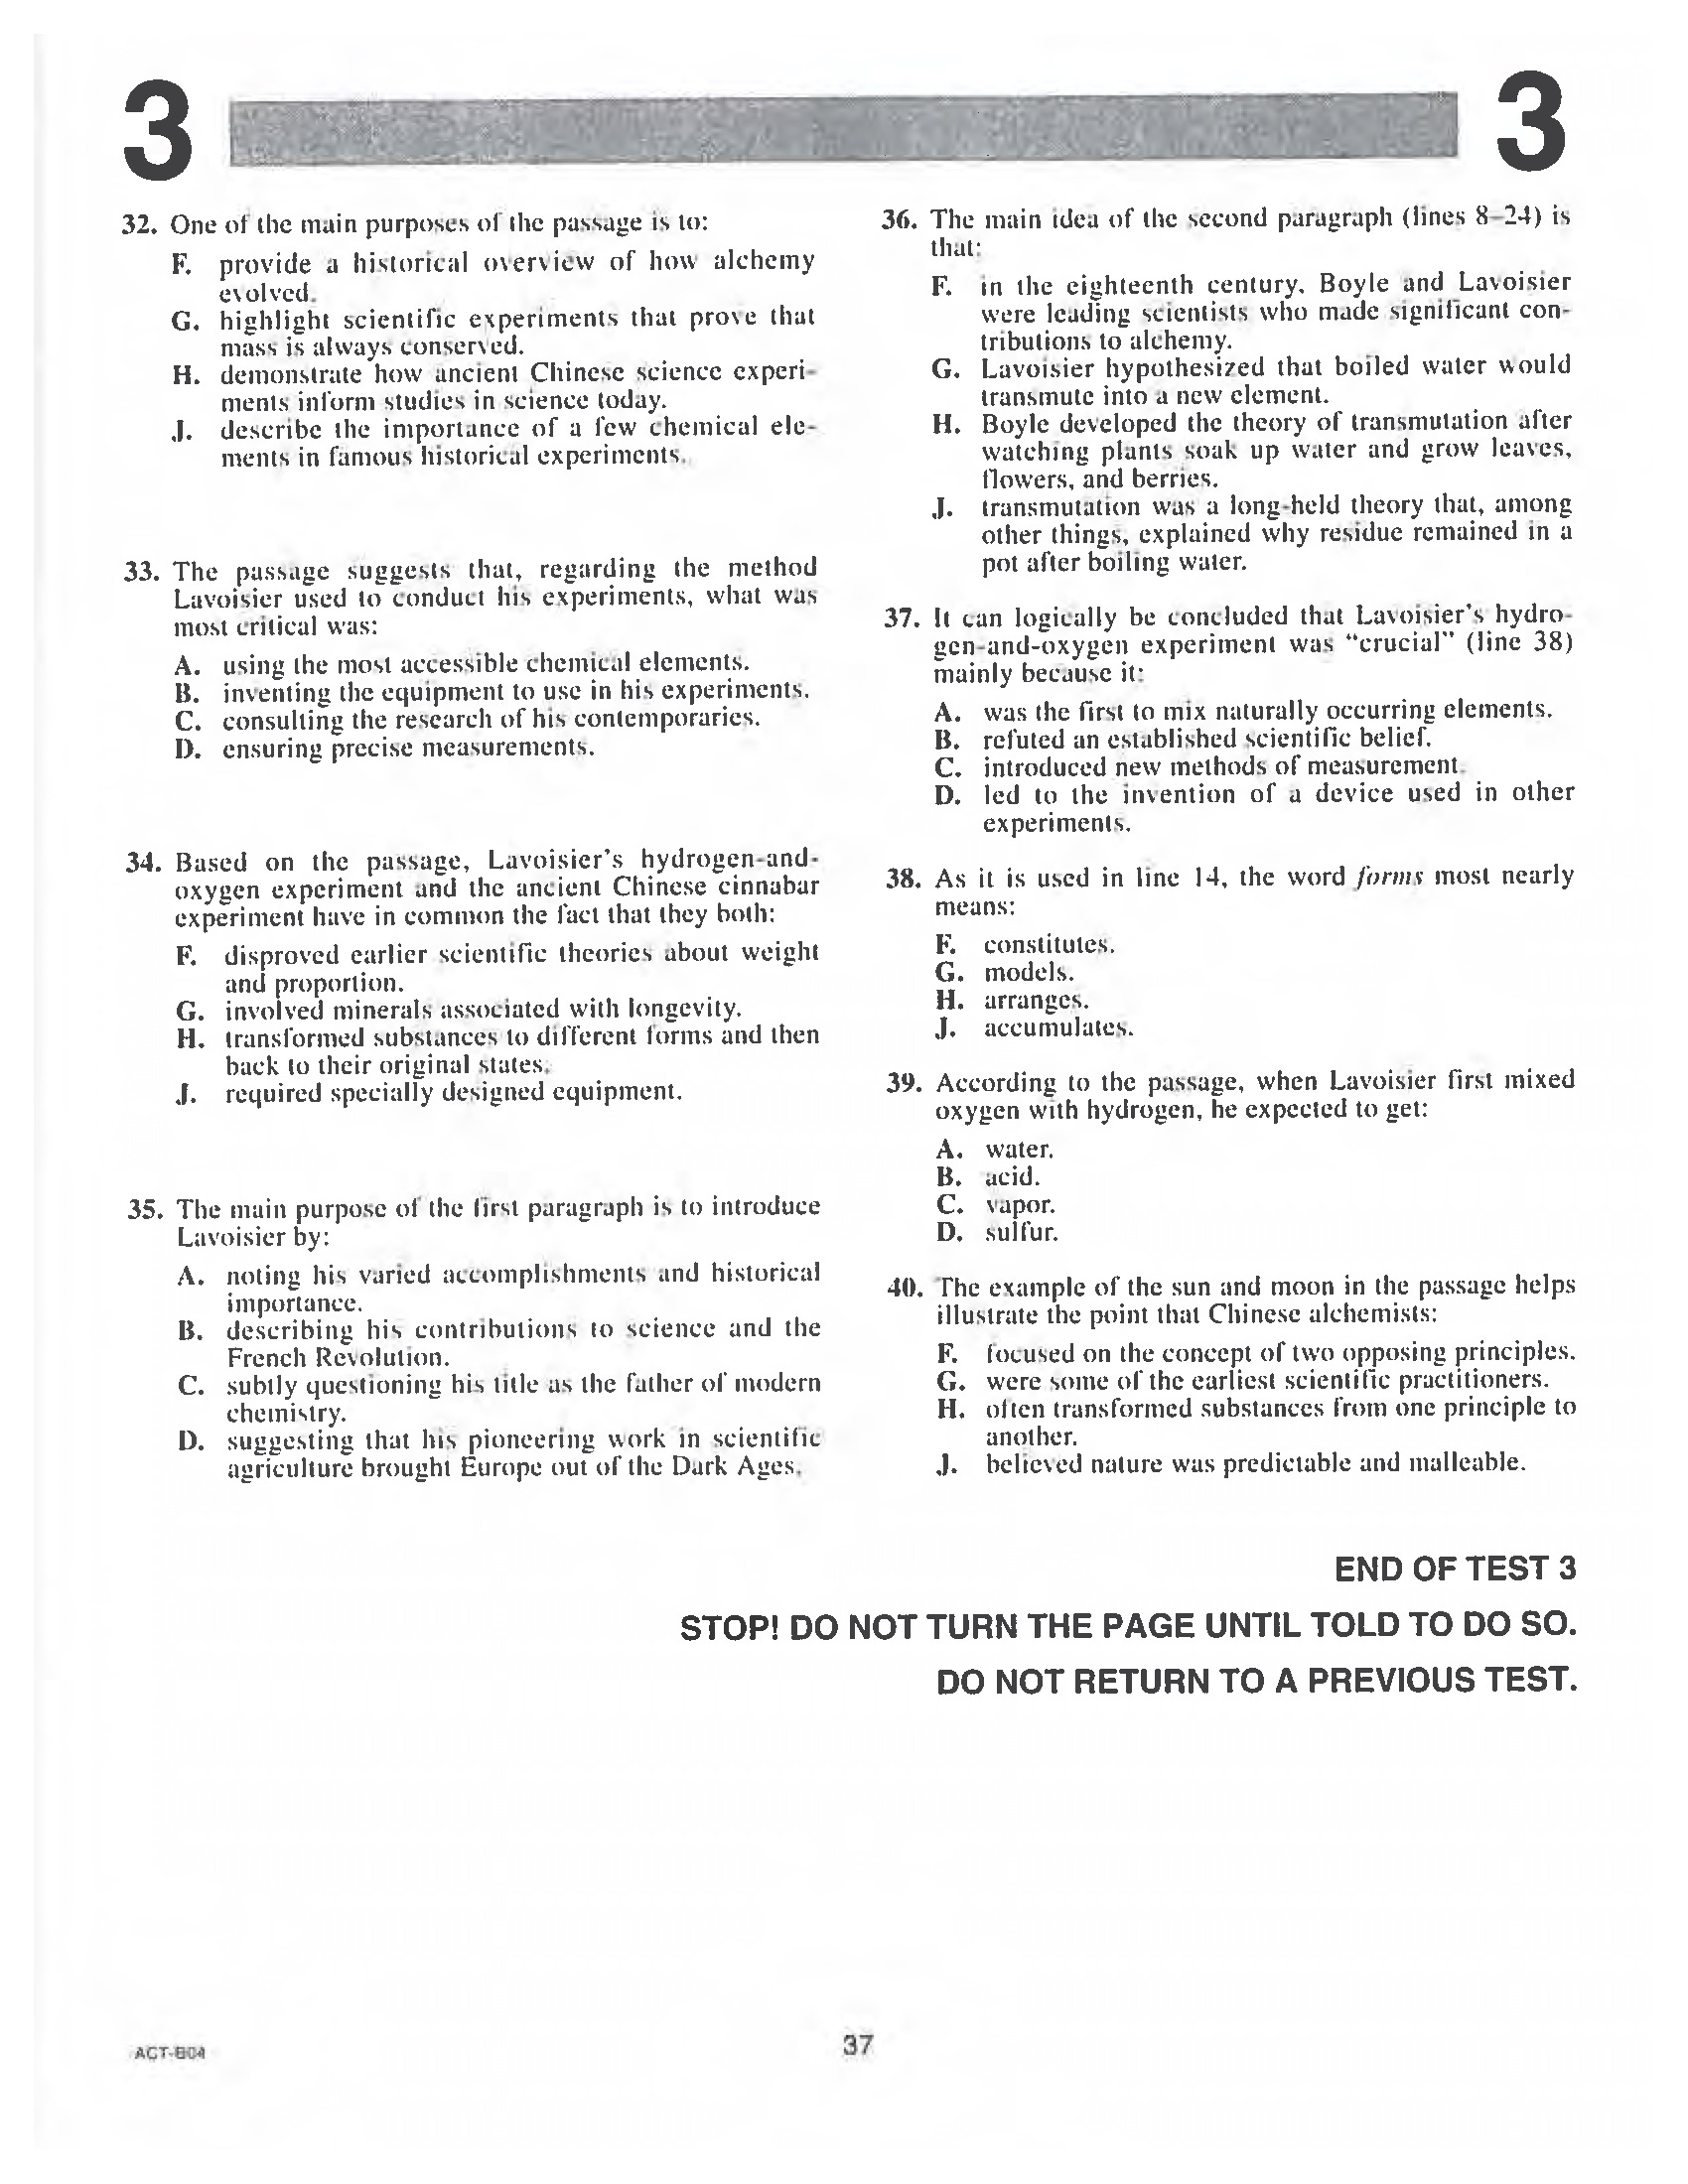 3
3
32. One of the main purposes of the passage is to:
F. provide a historical overview of how alchemy
evolved.
G. highlight scientific experiments that prove that
mass is always conserved.
H. demonstrate how ancient Chinese science experi-
ments inform studies in science today.
J. describe the importance of a few chemical ele-
ments in famous historical experiments.
33. The passage suggests that, regarding the method
Lavoisier used to conduct his experiments, what was
most critical was:
A. using the most accessible chemical elements.
B. inventing the equipment to use in his experiments.
C. consulting the research of his contemporaries.
D. ensuring precise measurements.
34. Based on the passage, Lavoisier's hydrogen-and-
oxygen experiment and the ancient Chinese cinnabar
experiment have in common the fact that they both:
F. disproved earlier scientific theories about weight
and proportion.
G. involved minerals associated with longevity.
H. transformed substances to different forms and then
back to their original states.
J. required specially designed equipment.
35. The main purpose of the first paragraph is to introduce
Lavoisier by:
A. noting his varied accomplishments and historical
importance.
B. describing his contributions to science and the
French Revolution.
C. subtly questioning his title as the father of modern
chemistry.
D. suggesting that his pioneering work in scientific
agriculture brought Europe out of the Dark Ages.
36. The main idea of the second paragraph (lines 8–24) is
that:
F. in the eighteenth century, Boyle and Lavoisier
were leading scientists who made significant con-
tributions to alchemy.
G. Lavoisier hypothesized that boiled water would
transmute into a new element.
H. Boyle developed the theory of transmutation after
watching plants soak up water and grow leaves,
flowers, and berries.
J. transmutation was a long-held theory that, among
other things, explained why residue remained in a
pot after boiling water.
37. It can logically be concluded that Lavoisier's hydro-
gen-and-oxygen experiment was "crucial" (line 38)
mainly because it:
A. was the first to mix naturally occurring elements.
B. refuted an established scientific belief.
C. introduced new methods of measurement.
D. led to the invention of a device used in other
experiments.
38. As it is used in line 14, the word forms most nearly
means:
F. constitutes.
G. models.
H. arranges.
J. accumulates.
39. According to the passage, when Lavoisier first mixed
oxygen with hydrogen, he expected to get:
A. water.
B. acid.
C. vapor.
D. sulfur.
40. The example of the sun and moon in the passage helps
illustrate the point that Chinese alchemists:
F. focused on the concept of two opposing principles.
G. were some of the earliest scientific practitioners.
H. often transformed substances from one principle to
another.
J. believed nature was predictable and malleable.
END OF TEST 3
STOP! DO NOT TURN THE PAGE UNTIL TOLD TO DO SO.
DO NOT RETURN TO A PREVIOUS TEST.
ACT-B04
37